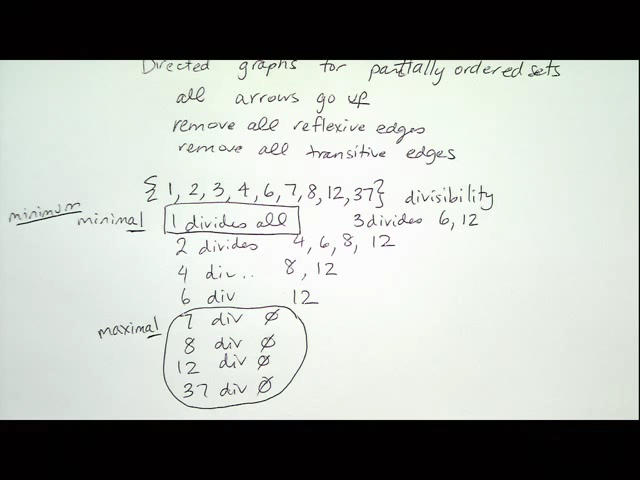 Directed graphs for partially ordered sets
all arrows go up
remove all reflexive edges
remove all transitive edges
{1, 2, 3, 4, 6, 7, 8, 12, 37} divisibility
minimum minimal 1 divides all 3 divides 6, 12
2 divides 4, 6, 8, 12
4 div.. 8, 12
6 div 12
maximal 7 div ∅
8 div ∅
12 div ∅
37 div ∅